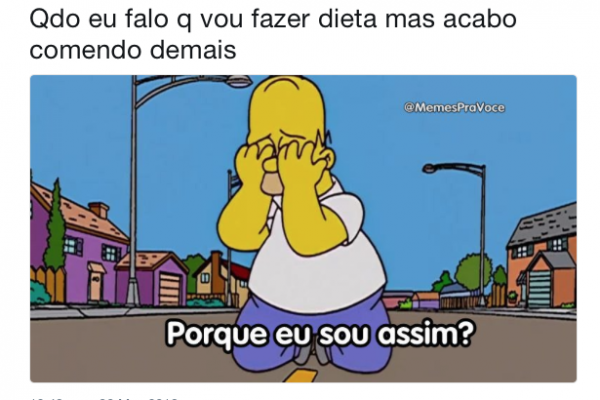 Qdo eu falo q vou fazer dieta mas acabo
comendo demais
@MemesPraVoce
Porque eu sou assim?